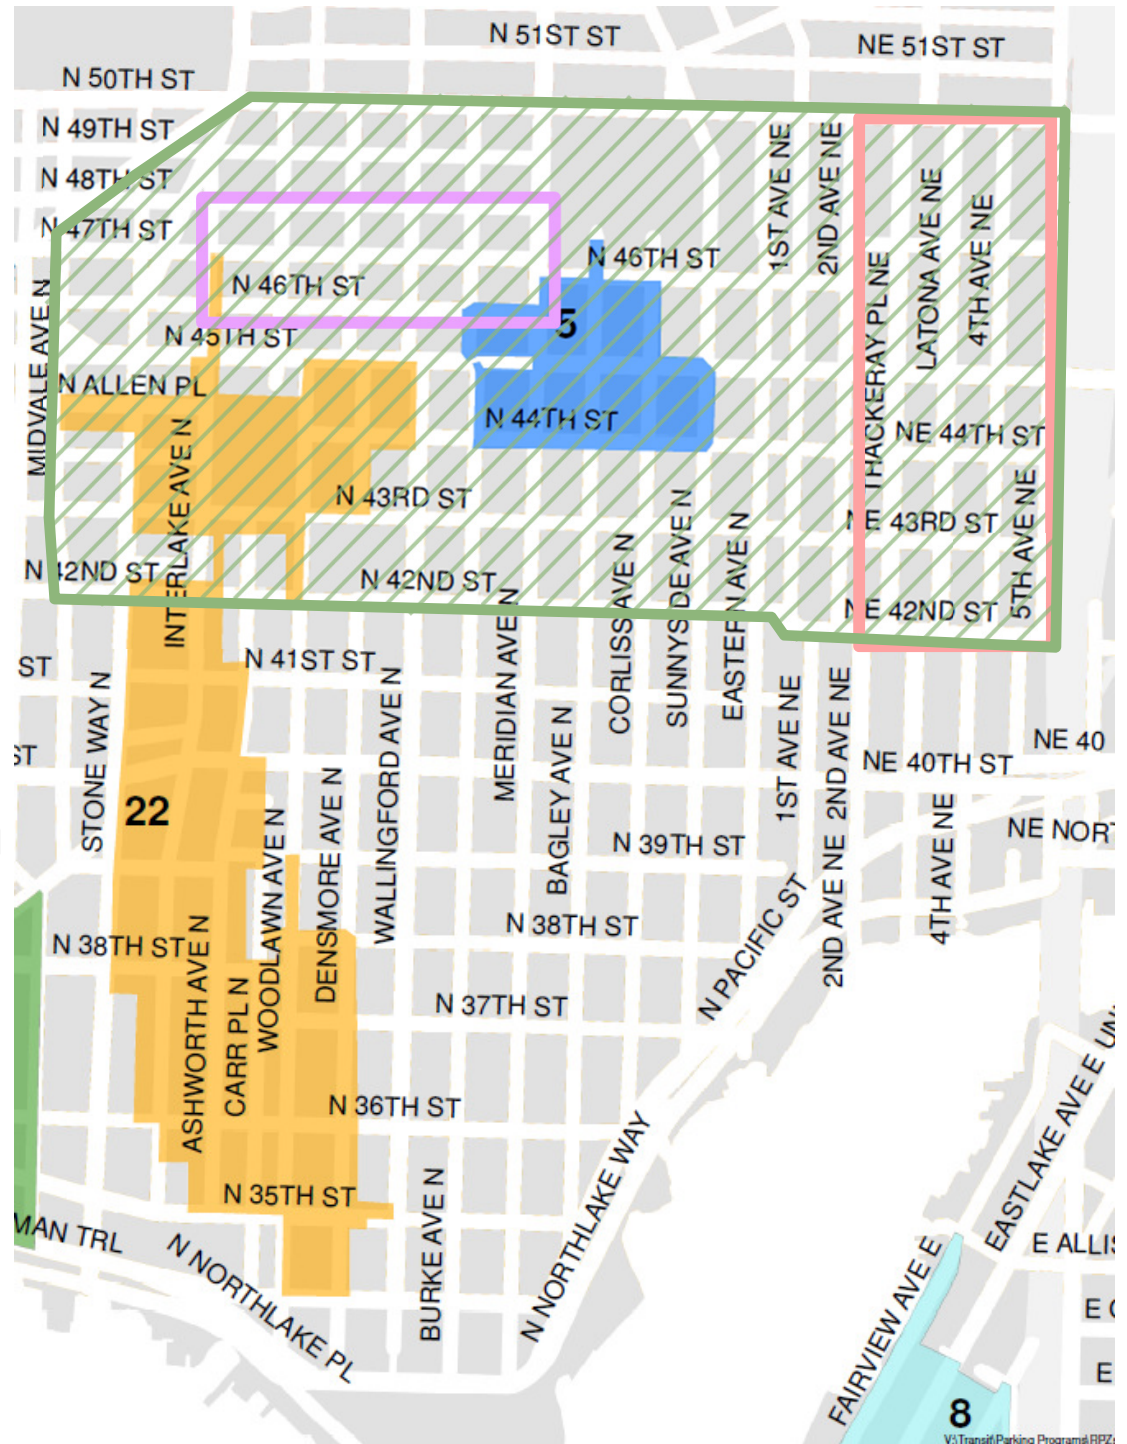 N 51ST ST
NE 51ST ST
N 50TH ST
N 49TH ST
N 48TH ST
N 47TH ST
1ST AVE NE
2ND AVE NE
LATONA AVE NE
4TH AVE NE
THACKERAY PL NE
N 46TH ST
N 46TH ST
MIDVALE AVE N
5
N 45TH ST
N ALLEN PL
N 44TH ST
NE 44TH ST
INTERLAKE AVE N
N 43RD ST
NE 43RD ST
5TH AVE NE
N 42ND ST
N 42ND ST
NE 42ND ST
MERIDIAN AVE N
CORLISS AVE N
SUNNYSIDE AVE N
EASTERN AVE N
ST
N 41ST ST
STONE WAY N
WALLINGFORD AVE N
1ST AVE NE
2ND AVE NE
BAGLEY AVE N
ST
NE 40
NE 40TH ST
22
DENSMORE AVE N
WOODLAWN AVE N
N 39TH ST
NE NORT
4TH AVE NE
2ND AVE NE
N 38TH ST
N 38TH ST
N PACIFIC ST
ASHWORTH AVE N
CARR PL N
N 37TH ST
N 36TH ST
EASTLAKE AVE E
UN
N 35TH ST
BURKE AVE N
N NORTHLAKE WAY
MAN TRL
N NORTHLAKE PL
FAIRVIEW AVE E
E ALLIS
E
E
8
V:\Transit\Parking Programs\RPZ